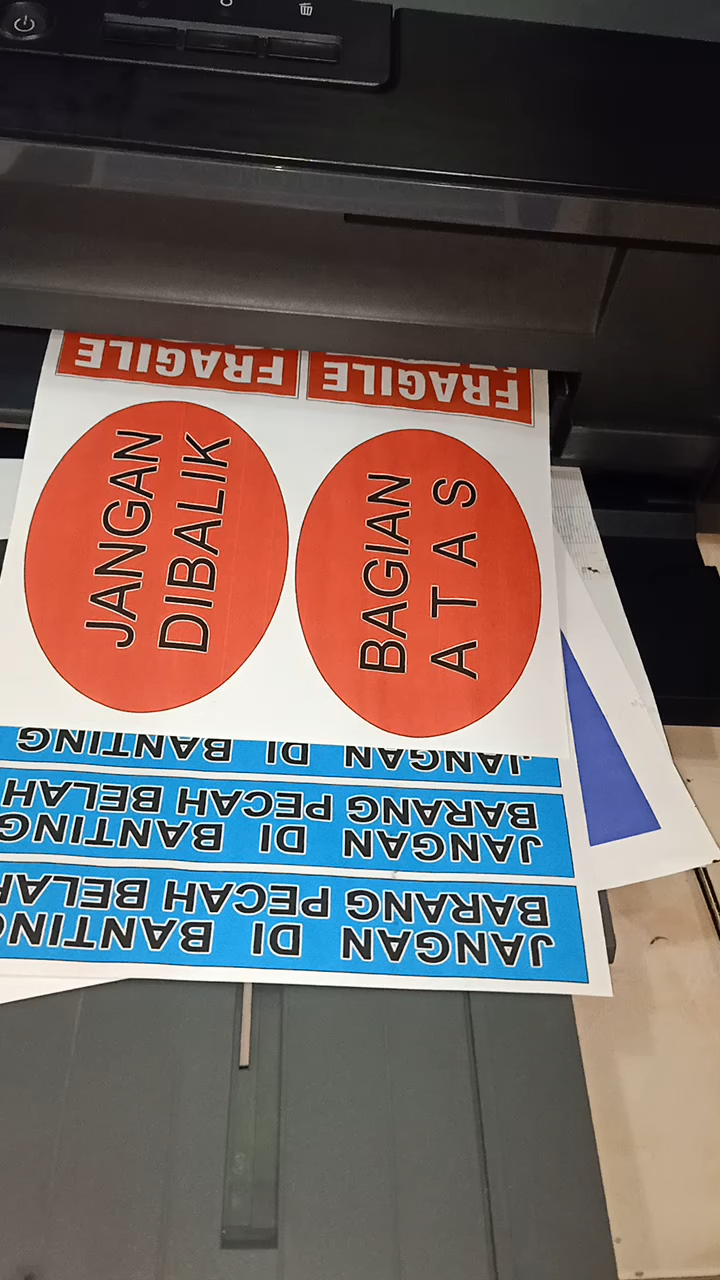 FRAGILE
FRAGILE
JANGAN
DIBALIK
BAGIAN
ATAS
JANGAN DI BANTING
BARANG PECAH BELAH
JANGAN DI BANTING
BARANG PECAH BELAH
JANGAN DI BANTING